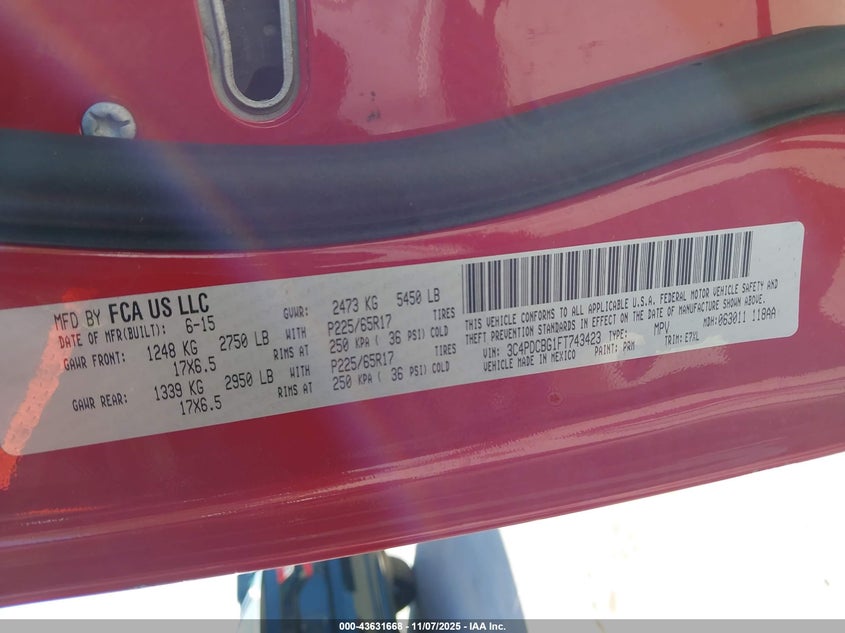 MFD BY FCA US LLC
DATE OF MFR(BUILT): 6-15 GVWR: 2473 KG 5450 LB
GAWR FRONT: 1248 KG 2750 LB WITH P225/65R17 TIRES
17X6.5 RIMS AT 250 KPA ( 36 PSI) COLD
GAWR REAR: 1339 KG 2950 LB WITH P225/65R17 TIRES
17X6.5 RIMS AT 250 KPA ( 36 PSI) COLD
THIS VEHICLE CONFORMS TO ALL APPLICABLE U.S.A. FEDERAL MOTOR VEHICLE SAFETY AND
THEFT PREVENTION STANDARDS IN EFFECT ON THE DATE OF MANUFACTURE SHOWN ABOVE.
VIN: 3C4PDCBG1FT743423 TYPE: MPV MDH: 063011 118AA
VEHICLE MADE IN MEXICO PAINT: PRM TRIM: E7XL
000-43631668 - 11/07/2025 - IAA Inc.